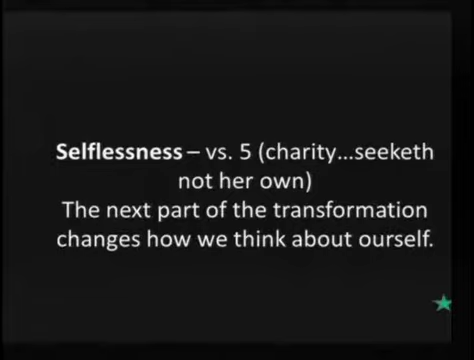 Selflessness – vs. 5 (charity...seeketh
not her own)
The next part of the transformation
changes how we think about ourself.